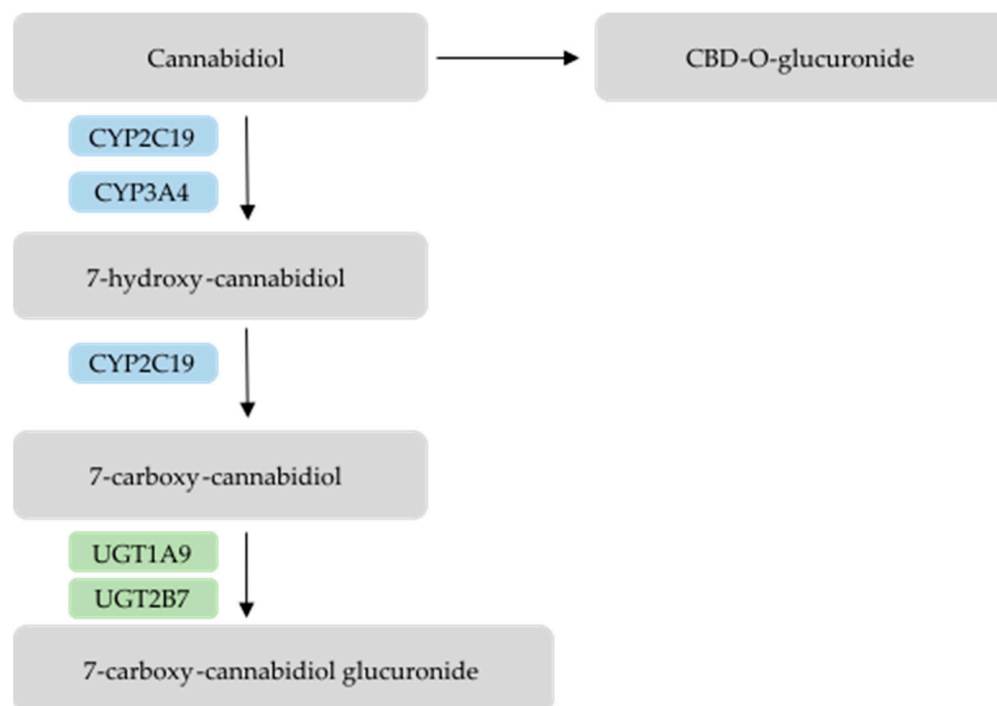 Cannabidiol
CBD-O-glucuronide
CYP2C19
CYP3A4
7-hydroxy-cannabidiol
CYP2C19
7-carboxy-cannabidiol
UGT1A9
UGT2B7
7-carboxy-cannabidiol glucuronide